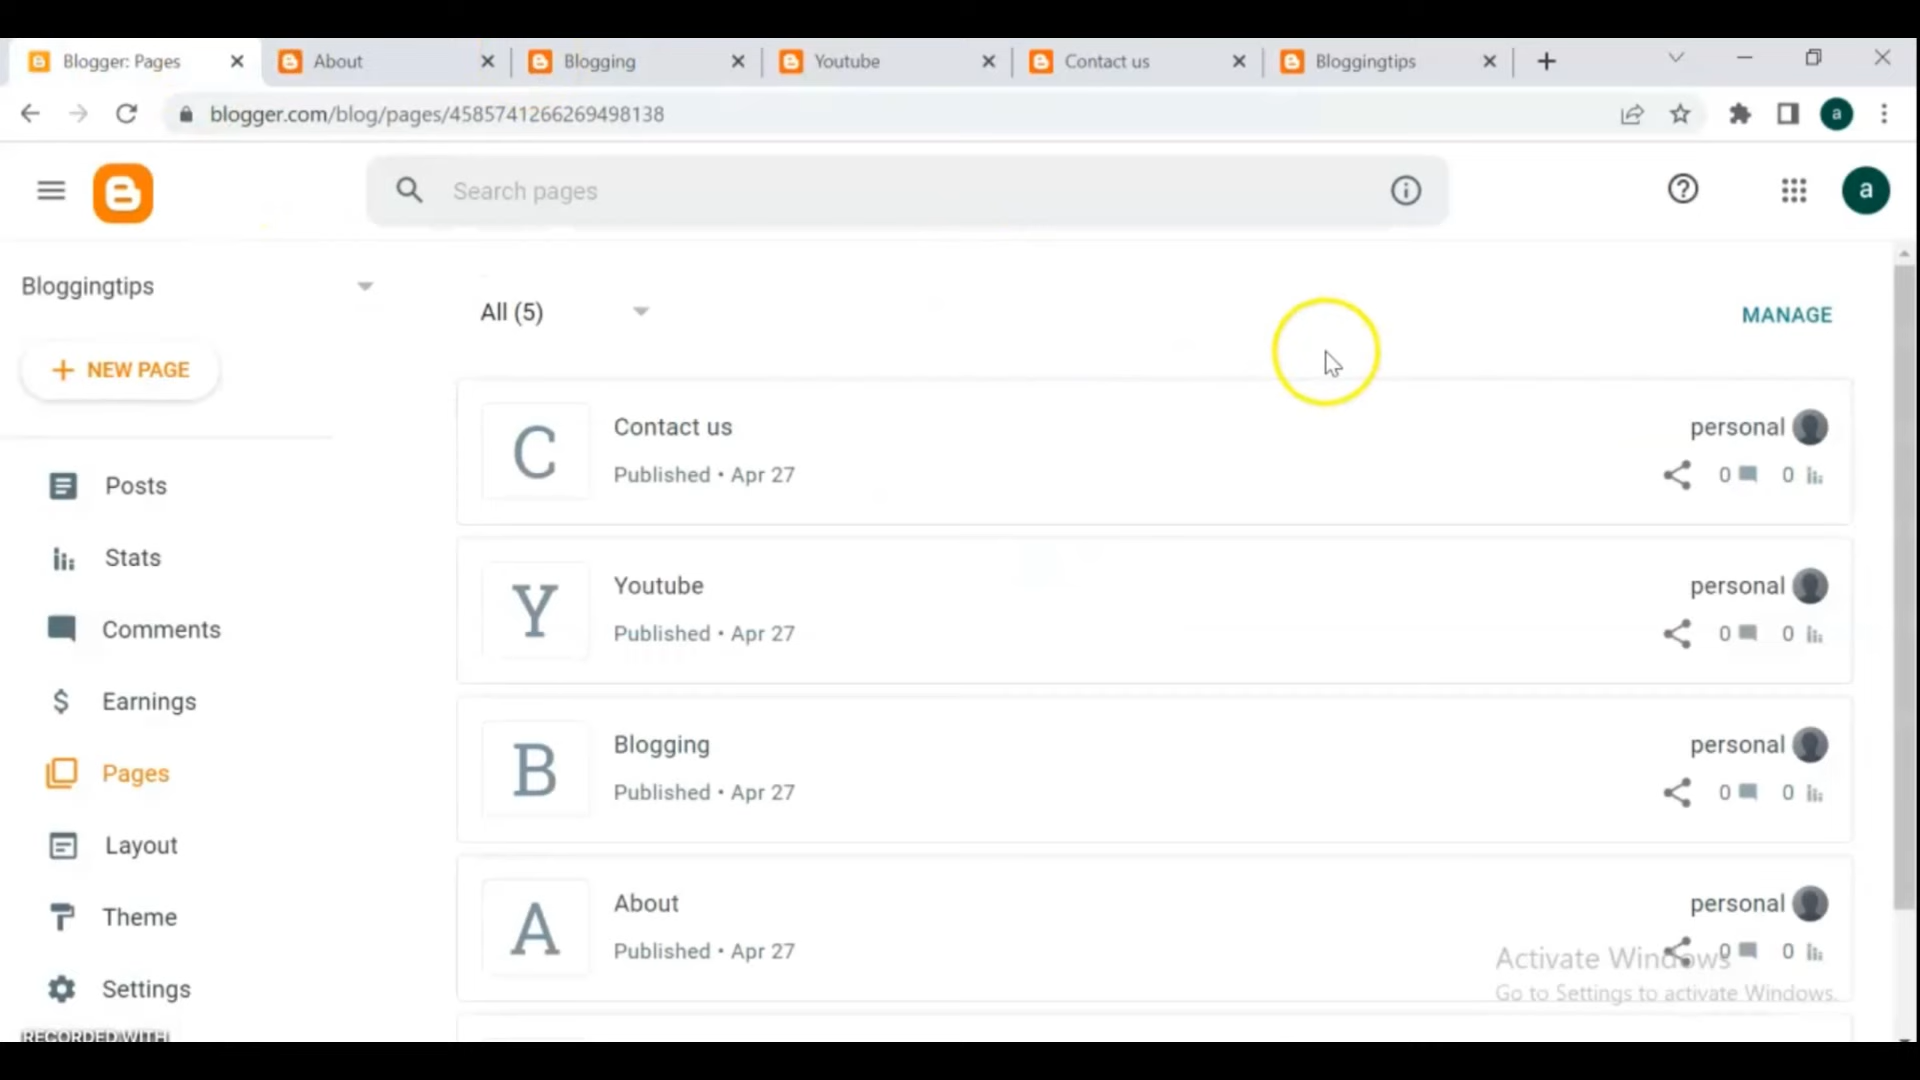 Blogger: Pages
About
Blogging
Youtube
Contact us
Bloggingtips
blogger.com/blog/pages/4585741266269498138
a
Search pages
a
Bloggingtips
All (5)
MANAGE
NEW PAGE
C
Contact us
Published • Apr 27
personal
0 0
Y
Youtube
Published • Apr 27
personal
0 0
B
Blogging
Published • Apr 27
personal
0 0
A
About
Published • Apr 27
personal
0 0
Posts
Stats
Comments
Earnings
Pages
Layout
Theme
Settings
Activate Windows
Go to Settings to activate Windows.
RECORDED WITH